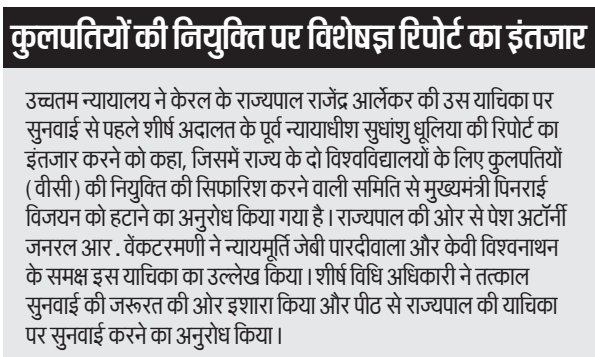 कुलपतियों की नियुक्ति पर विशेषज्ञ रिपोर्ट का इंतजार
उच्चतम न्यायालय ने केरल के राज्यपाल राजेंद्र आर्लेकर की उस याचिका पर
सुनवाई से पहले शीर्ष अदालत के पूर्व न्यायाधीश सुधांशु धूलिया की रिपोर्ट का
इंतजार करने को कहा, जिसमें राज्य के दो विश्वविद्यालयों के लिए कुलपतियों
(वीसी) की नियुक्ति की सिफारिश करने वाली समिति से मुख्यमंत्री पिनराई
विजयन को हटाने का अनुरोध किया गया है। राज्यपाल की ओर से पेश अटॉर्नी
जनरल आर. वेंकटरमणी ने न्यायमूर्ति जेबी पारदीवाला और केवी विश्वनाथन
के समक्ष इस याचिका का उल्लेख किया। शीर्ष विधि अधिकारी ने तत्काल
सुनवाई की जरूरत की ओर इशारा किया और पीठ से राज्यपाल की याचिका
पर सुनवाई करने का अनुरोध किया।